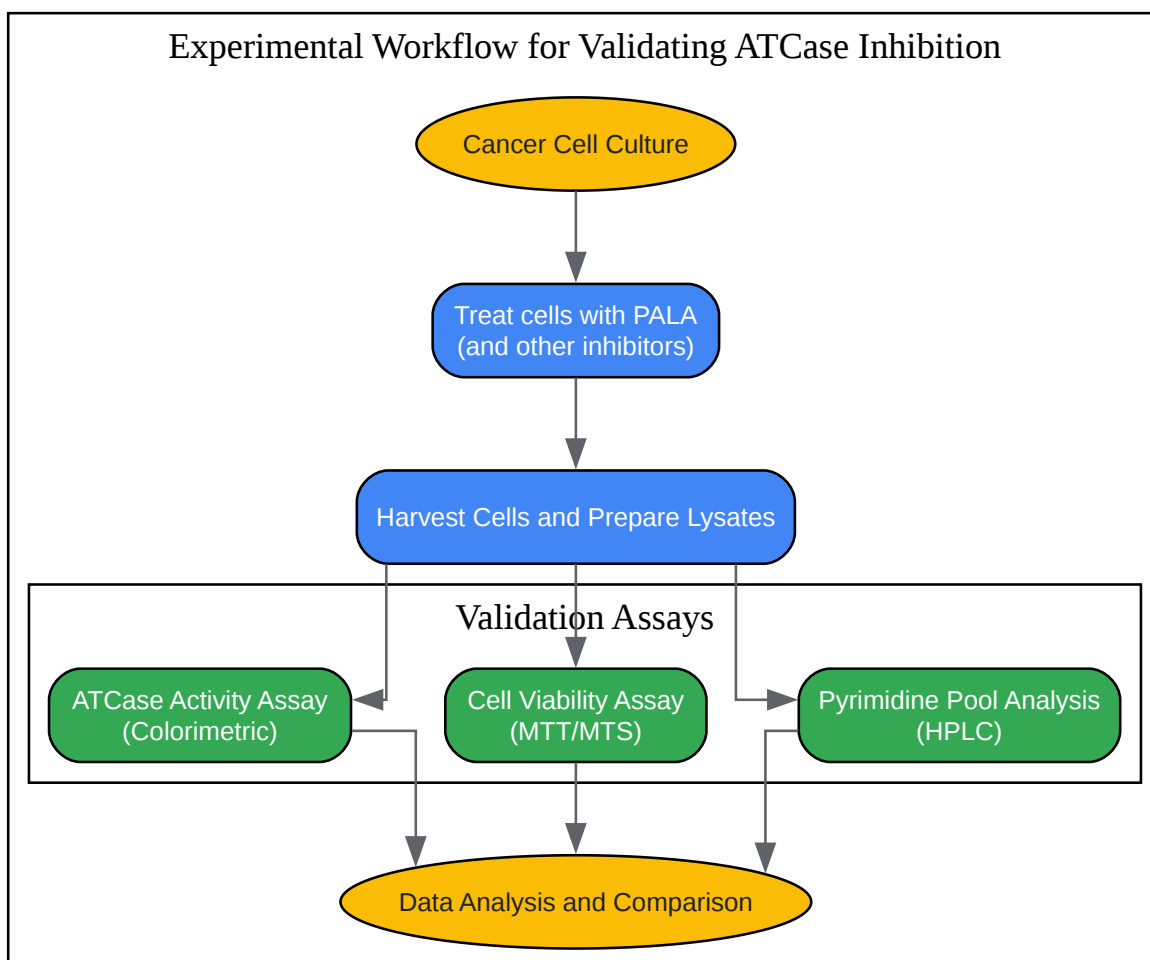 Experimental Workflow for Validating ATCase Inhibition
Cancer Cell Culture
Treat cells with PALA
(and other inhibitors)
Harvest Cells and Prepare Lysates
Validation Assays
ATCase Activity Assay
(Colorimetric)
Cell Viability Assay
(MTT/MTS)
Pyrimidine Pool Analysis
(HPLC)
Data Analysis and Comparison